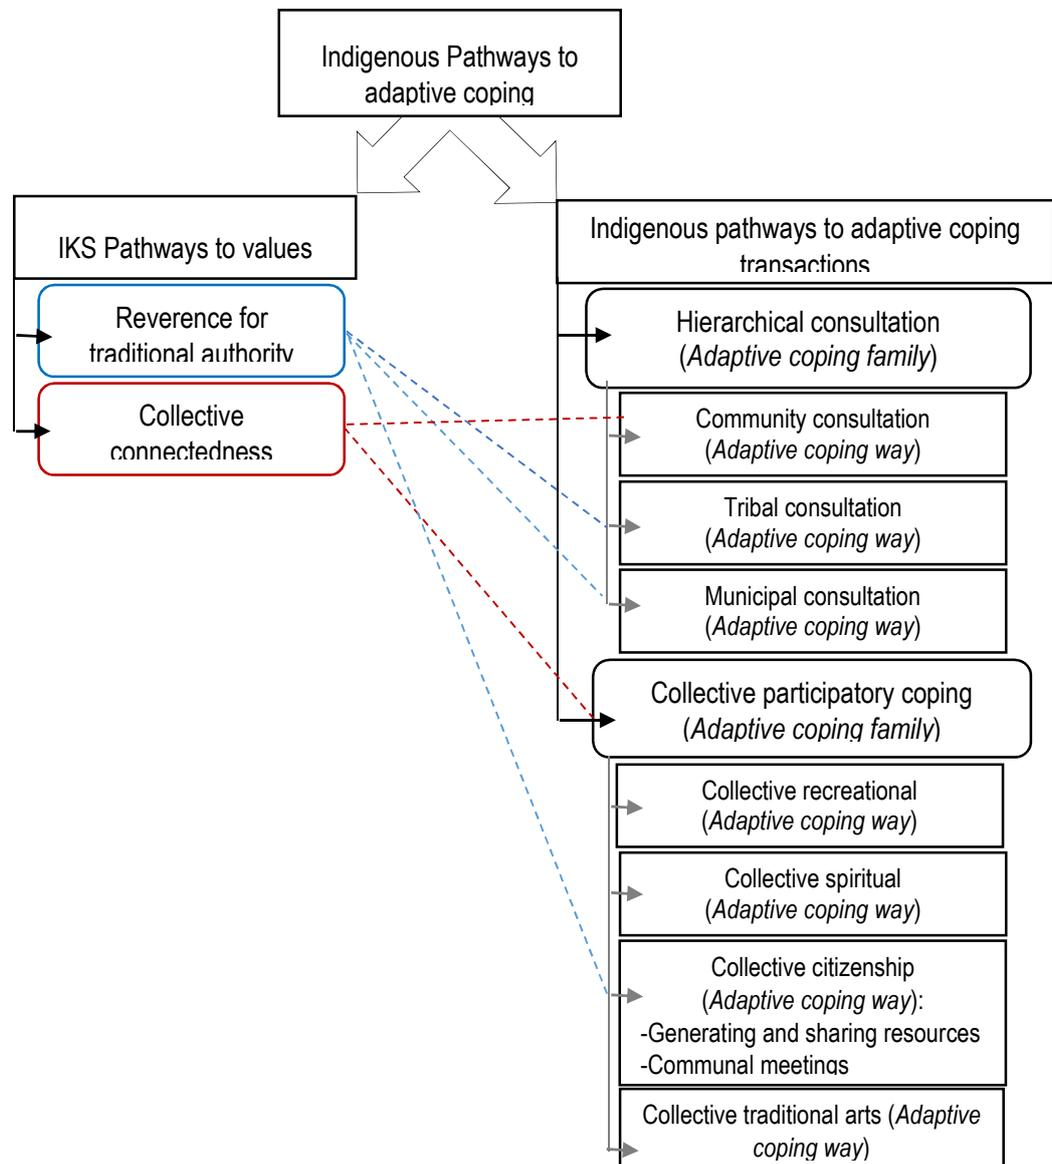 Indigenous Pathways to
adaptive coping
IKS Pathways to values
Reverence for
traditional authority
Collective
connectedness
Indigenous pathways to adaptive coping
transactions
Hierarchical consultation
(Adaptive coping family)
Community consultation
(Adaptive coping way)
Tribal consultation
(Adaptive coping way)
Municipal consultation
(Adaptive coping way)
Collective participatory coping
(Adaptive coping family)
Collective recreational
(Adaptive coping way)
Collective spiritual
(Adaptive coping way)
Collective citizenship
(Adaptive coping way):
-Generating and sharing resources
-Communal meetings
Collective traditional arts (Adaptive
coping way)